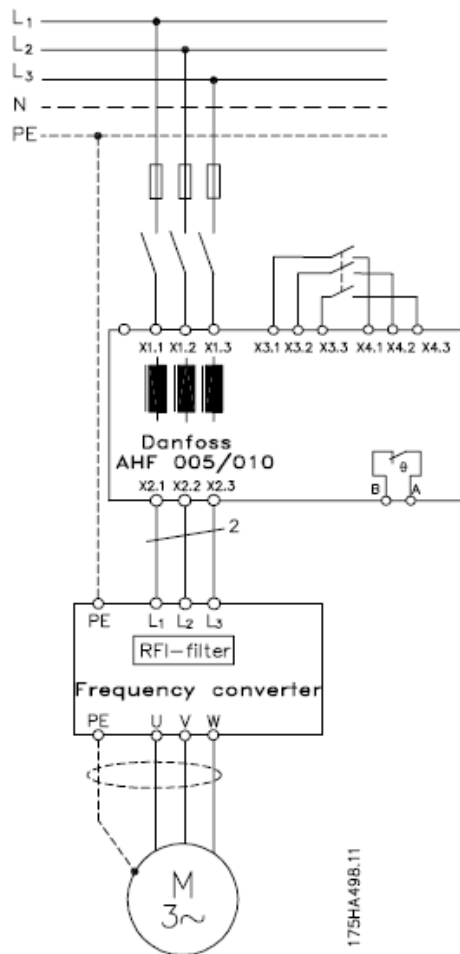 L1
L2
L3
N
PE
X1.1 X1.2 X1.3 X3.1 X3.2 X3.3 X4.1 X4.2 X4.3
Danfoss
AHF 005/010
X2.1 X2.2 X2.3
θ
B A
2
PE L1 L2 L3
RFI-filter
Frequency converter
PE U V W
M
3~
175HA498.11